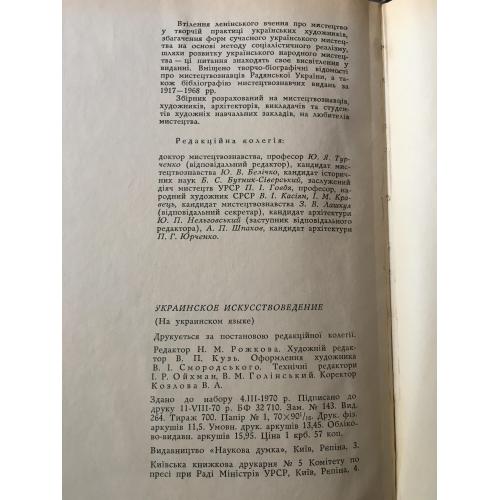 Втілення ленінського вчення про мистецтво
у творчій практиці українських художників,
збагачення форм сучасного українського мистец-
тва на основі методу соціалістичного реалізму,
шляхи розвитку українського народного мистец-
тва — ці питання знаходять своє висвітлення у
виданні. Вміщено творчо-біографічні відомості
про мистецтвознавців Радянської України, а та-
кож бібліографію мистецтвознавчих видань за
1917—1968 рр.
Збірник розрахований на мистецтвознавців,
художників, архітекторів, викладачів та студен-
тів художніх навчальних закладів, на любителів
мистецтва.
Редакційна колегія:
доктор мистецтвознавства, професор Ю. Я. Тур-
ченко (відповідальний редактор), кандидат мис-
тецтвознавства Ю. В. Белічко, кандидат історич-
них наук Б. С. Бутник-Сіверський, заслужений
діяч мистецтв УРСР П. І. Говдя, професор, на-
родний художник СРСР В. І. Касіян, І. М. Кра-
вець, кандидат мистецтвознавства З. В. Лашкул
(відповідальний секретар), кандидат архітектури
Ю. П. Нельговський (заступник відповідального
редактора), А. П. Шпаков, кандидат архітектури
П. Г. Юрченко.
УКРАИНСКОЕ ИСКУССТВОВЕДЕНИЕ
(На украинском языке)
Друкується за постановою редакційної колегії.
Редактор Н. М. Рожкова. Художній редак-
тор В. П. Кузь. Оформлення художника
В. І. Смородського. Технічні редактори
І. Р. Ойхман, В. М. Голінський. Коректор
Козлова В. А.
Здано до набору 4.III-1970 р. Підписано до
друку 11-VIII-70 р. БФ 32 710. Зам. № 143. Вид.
264. Тираж 700. Папір № 1, 70×90¹/₁₆. Друк. фіз.
аркушів 11,5. Умовн. друк. аркушів 13,45. Обліко-
во-видавн. аркушів 15,95. Ціна 1 крб. 57 коп.
Видавництво «Наукова думка», Київ, Рєпіна, 3.
Київська книжкова друкарня № 5 Комітету по
пресі при Раді Міністрів УРСР, Київ, Рєпіна, 4.